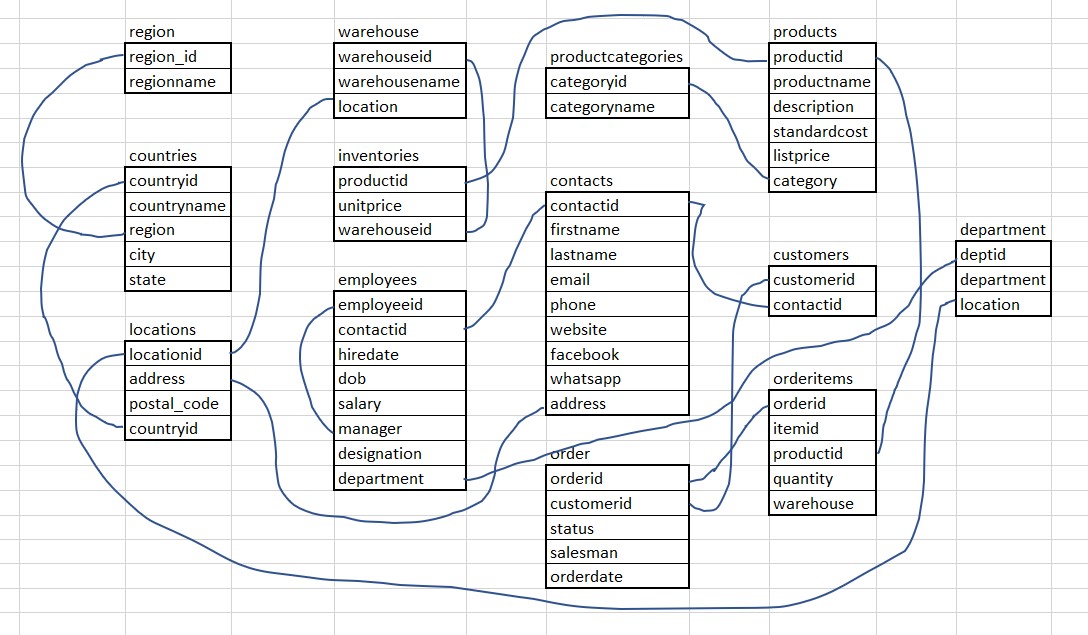 region
region_id
regionname
countries
countryid
countryname
region
city
state
locations
locationid
address
postal_code
countryid
warehouse
warehouseid
warehousename
location
inventories
productid
unitprice
warehouseid
employees
employeeid
contactid
hiredate
dob
salary
manager
designation
department
productcategories
categoryid
categoryname
contacts
contactid
firstname
lastname
email
phone
website
facebook
whatsapp
address
order
orderid
customerid
status
salesman
orderdate
products
productid
productname
description
standardcost
listprice
category
customers
customerid
contactid
orderitems
orderid
itemid
productid
quantity
warehouse
department
deptid
department
location